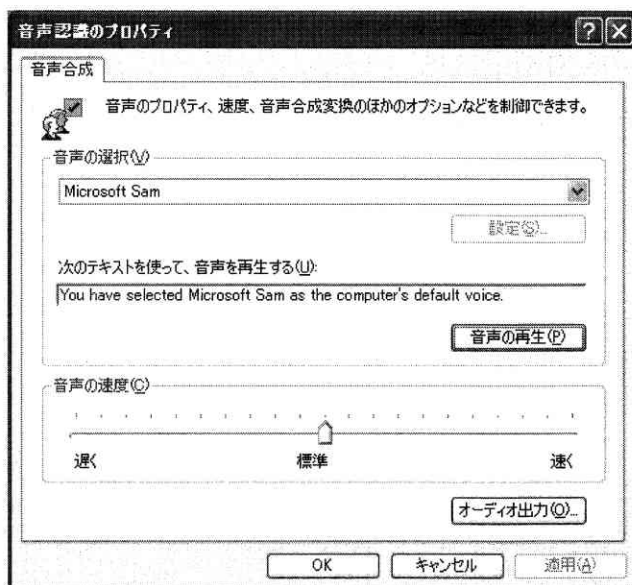 音声認識のプロパティ
音声合成
音声のプロパティ、速度、音声合成変換のほかのオプションなどを制御できます。
音声の選択(V)
Microsoft Sam
設定(S)...
次のテキストを使って、音声を再生する(U):
You have selected Microsoft Sam as the computer's default voice.
音声の再生(P)
音声の速度(C)
遅く 標準 速く
オーディオ出力(O)...
OK キャンセル 適用(A)